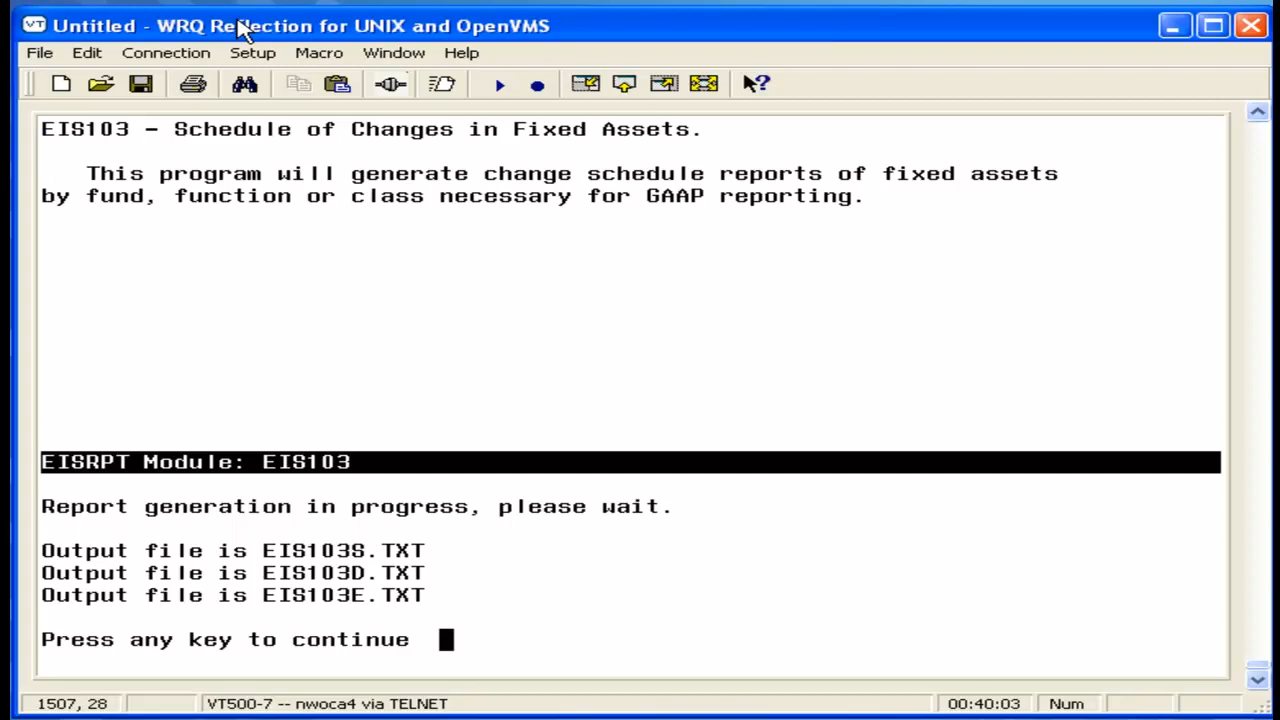 VT Untitled - WRQ Reflection for UNIX and OpenVMS
File Edit Connection Setup Macro Window Help
EIS103 - Schedule of Changes in Fixed Assets.
This program will generate change schedule reports of fixed assets
by fund, function or class necessary for GAAP reporting.
EISRPT Module: EIS103
Report generation in progress, please wait.
Output file is EIS103S.TXT
Output file is EIS103D.TXT
Output file is EIS103E.TXT
Press any key to continue
1507, 28 VT500-7 -- nwoca4 via TELNET 00:40:03 Num